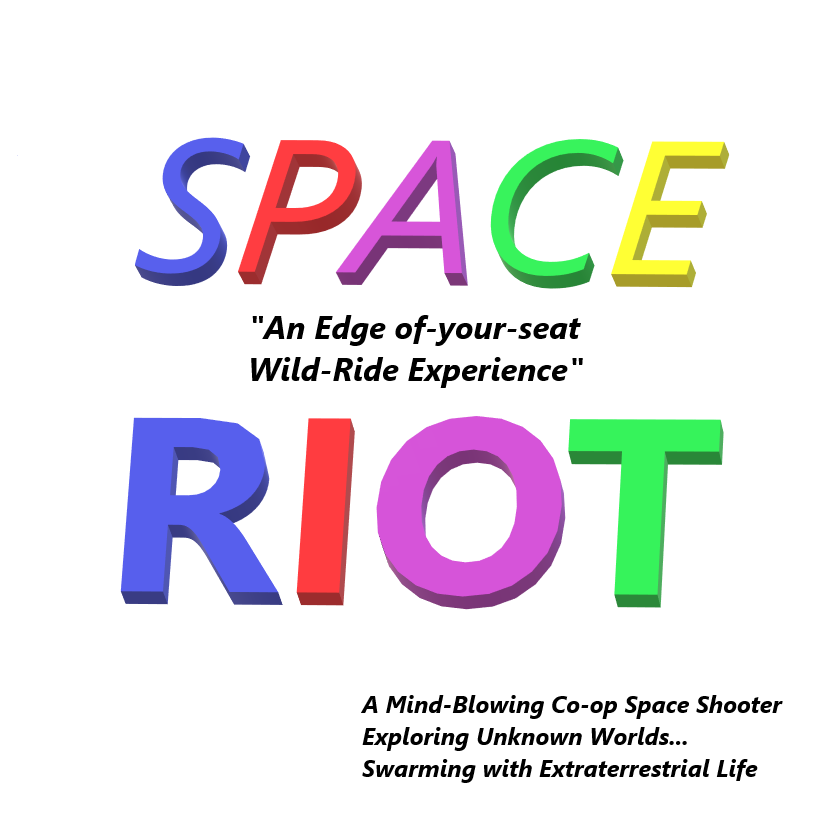 SPACE
"An Edge of-your-seat
Wild-Ride Experience"
RIOT
A Mind-Blowing Co-op Space Shooter
Exploring Unknown Worlds...
Swarming with Extraterrestrial Life